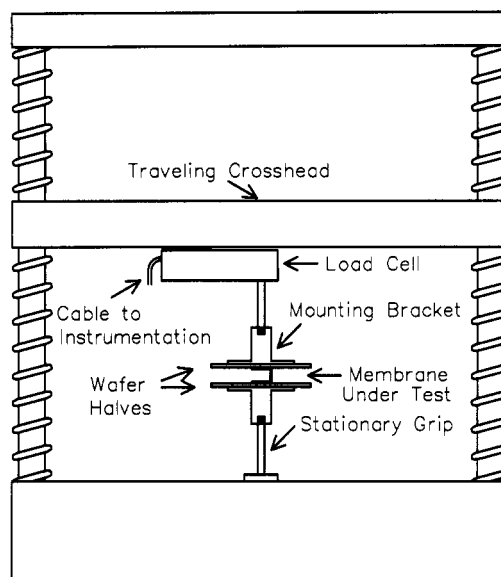 Traveling Crosshead
Load Cell
Cable to
Instrumentation
Mounting Bracket
Wafer
Halves
Membrane
Under Test
Stationary Grip